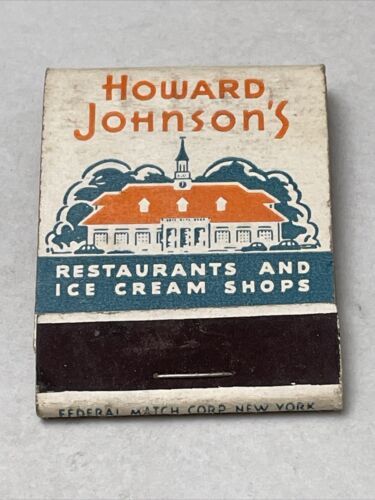 HOWARD
JOHNSON'S
RESTAURANTS AND
ICE CREAM SHOPS
FEDERAL MATCH CORP. NEW YORK